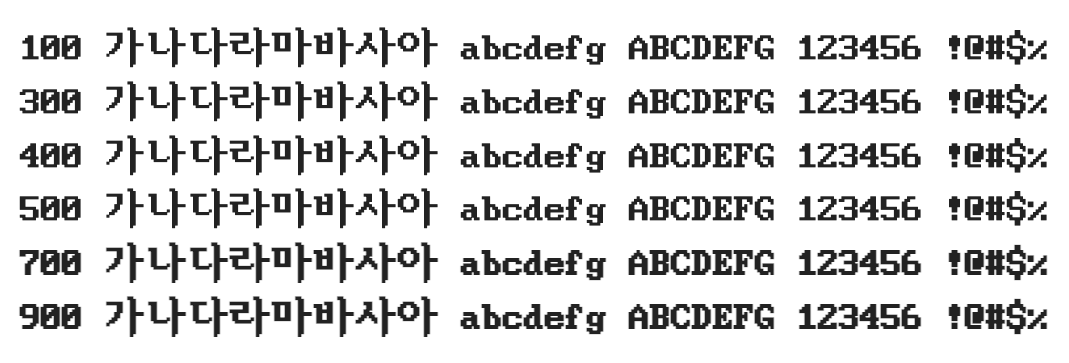 100 가나다라마바사아 abcdefg ABCDEFG 123456 !@#$%
300 가나다라마바사아 abcdefg ABCDEFG 123456 !@#$%
400 가나다라마바사아 abcdefg ABCDEFG 123456 !@#$%
500 가나다라마바사아 abcdefg ABCDEFG 123456 !@#$%
700 가나다라마바사아 abcdefg ABCDEFG 123456 !@#$%
900 가나다라마바사아 abcdefg ABCDEFG 123456 !@#$%